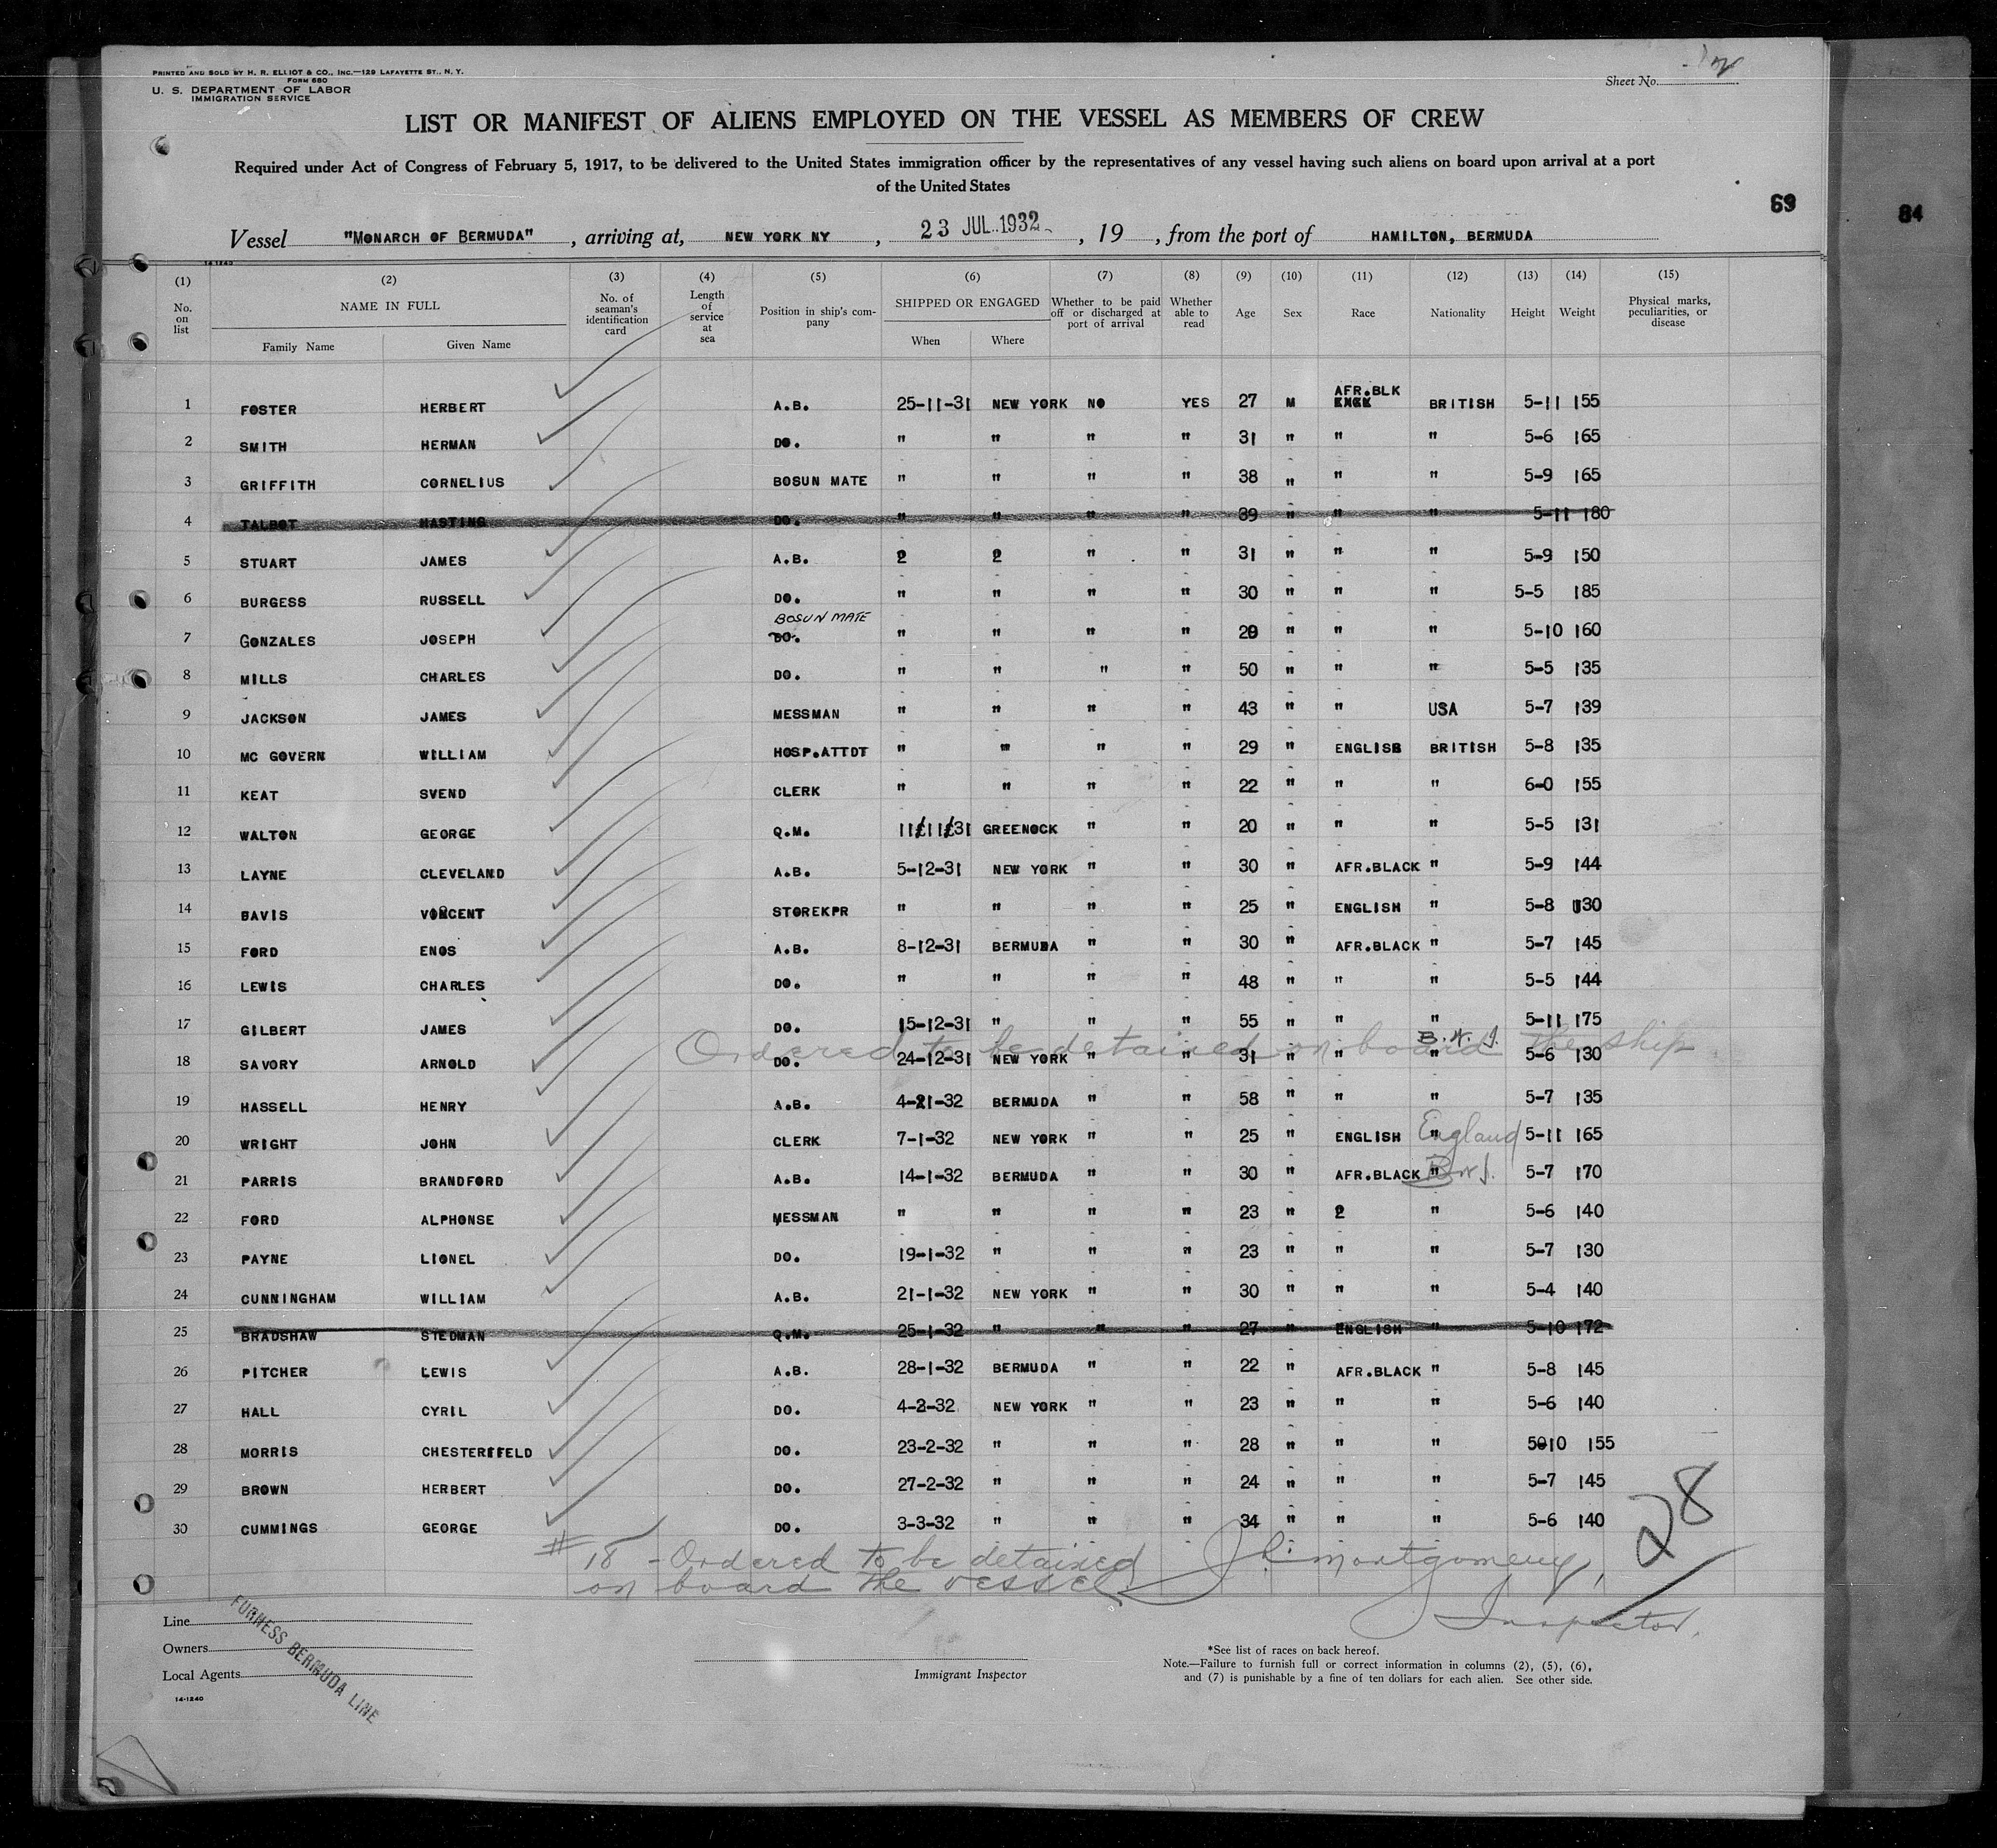 PRINTED AND SOLD BY H. R. ELLIOT & CO., INC.—129 LAFAYETTE ST., N. Y.
FORM 680
U. S. DEPARTMENT OF LABOR
IMMIGRATION SERVICE
Sheet No.
LIST OR MANIFEST OF ALIENS EMPLOYED ON THE VESSEL AS MEMBERS OF CREW
Required under Act of Congress of February 5, 1917, to be delivered to the United States immigration officer by the representatives of any vessel having such aliens on board upon arrival at a port
of the United States
69 84
Vessel "MONARCH OF BERMUDA", arriving at, NEW YORK NY, 23 JUL. 1932, 19 , from the port of HAMILTON, BERMUDA
14-1240
(1) (2) (3) (4) (5) (6) (7) (8) (9) (10) (11) (12) (13) (14) (15)
No. on list NAME IN FULL Family Name Given Name No. of seaman's identification card Length of service at sea Position in ship's company SHIPPED OR ENGAGED When Where Whether to be paid off or discharged at port of arrival Whether able to read Age Sex Race Nationality Height Weight Physical marks, peculiarities, or disease
1 FOSTER HERBERT A.B. 25-11-31 NEW YORK NO YES 27 M AFR.BLK BRITISH 5-11 155
2 SMITH HERMAN DO. " " " " 31 " " " 5-6 165
3 GRIFFITH CORNELIUS BOSUN MATE " " " " 38 " " " 5-9 165
4 TALBOT HASTING DO. " " " " 39 " " " 5-11 180
5 STUART JAMES A.B. 2 2 " " 31 " " " 5-9 150
6 BURGESS RUSSELL DO. " " " " 30 " " " 5-5 185
BOSUN MATE
7 GONZALES JOSEPH DO. " " " " 29 " " " 5-10 160
8 MILLS CHARLES DO. " " " " 50 " " " 5-5 135
9 JACKSON JAMES MESSMAN " " " " 43 " " USA 5-7 139
10 MC GOVERN WILLIAM HOSP.ATTDT " " " " 29 " ENGLISH BRITISH 5-8 135
11 KEAT SVEND CLERK " " " " 22 " " " 6-0 155
12 WALTON GEORGE Q.M. 11/11/31 GREENOCK " " 20 " " " 5-5 131
13 LAYNE CLEVELAND A.B. 5-12-31 NEW YORK " " 30 " AFR.BLACK " 5-9 144
14 DAVIS VINCENT STOREKPR " " " " 25 " ENGLISH " 5-8 130
15 FORD ENOS A.B. 8-12-31 BERMUDA " " 30 " AFR.BLACK " 5-7 145
16 LEWIS CHARLES DO. " " " " 48 " " " 5-5 144
17 GILBERT JAMES DO. 15-12-31 " " " 55 " " " 5-11 175
Ordered to be detained on board the ship
B.W.I.
18 SAVORY ARNOLD DO. 24-12-31 NEW YORK " " 31 " " " 5-6 130
19 HASSELL HENRY A.B. 4-1-32 BERMUDA " " 58 " " " 5-7 135
20 WRIGHT JOHN CLERK 7-1-32 NEW YORK " " 25 " ENGLISH " England 5-11 165
21 PARRIS BRANDFORD A.B. 14-1-32 BERMUDA " " 30 " AFR.BLACK " B.W.I. 5-7 170
22 FORD ALPHONSE MESSMAN " " " " 23 " 2 " 5-6 140
23 PAYNE LIONEL DO. 19-1-32 " " " 23 " " " 5-7 130
24 CUNNINGHAM WILLIAM A.B. 21-1-32 NEW YORK " " 30 " " " 5-4 140
25 BRADSHAW STEDMAN Q.M. 25-1-32 " " " 27 " ENGLISH " 5-10 172
26 PITCHER LEWIS A.B. 28-1-32 BERMUDA " " 22 " AFR.BLACK " 5-8 145
27 HALL CYRIL DO. 4-2-32 NEW YORK " " 23 " " " 5-6 140
28 MORRIS CHESTERFFELD DO. 23-2-32 " " " 28 " " " 5010 155
29 BROWN HERBERT DO. 27-2-32 " " " 24 " " " 5-7 145
30 CUMMINGS GEORGE DO. 3-3-32 " " " 34 " " " 5-6 140
28
# 18 - Ordered to be detained
on board the vessel
Montgomery,
Inspector.
Line
Owners
Local Agents
FURNESS BERMUDA LINE
14-1240
Immigrant Inspector
*See list of races on back hereof.
Note.—Failure to furnish full or correct information in columns (2), (5), (6),
and (7) is punishable by a fine of ten dollars for each alien. See other side.